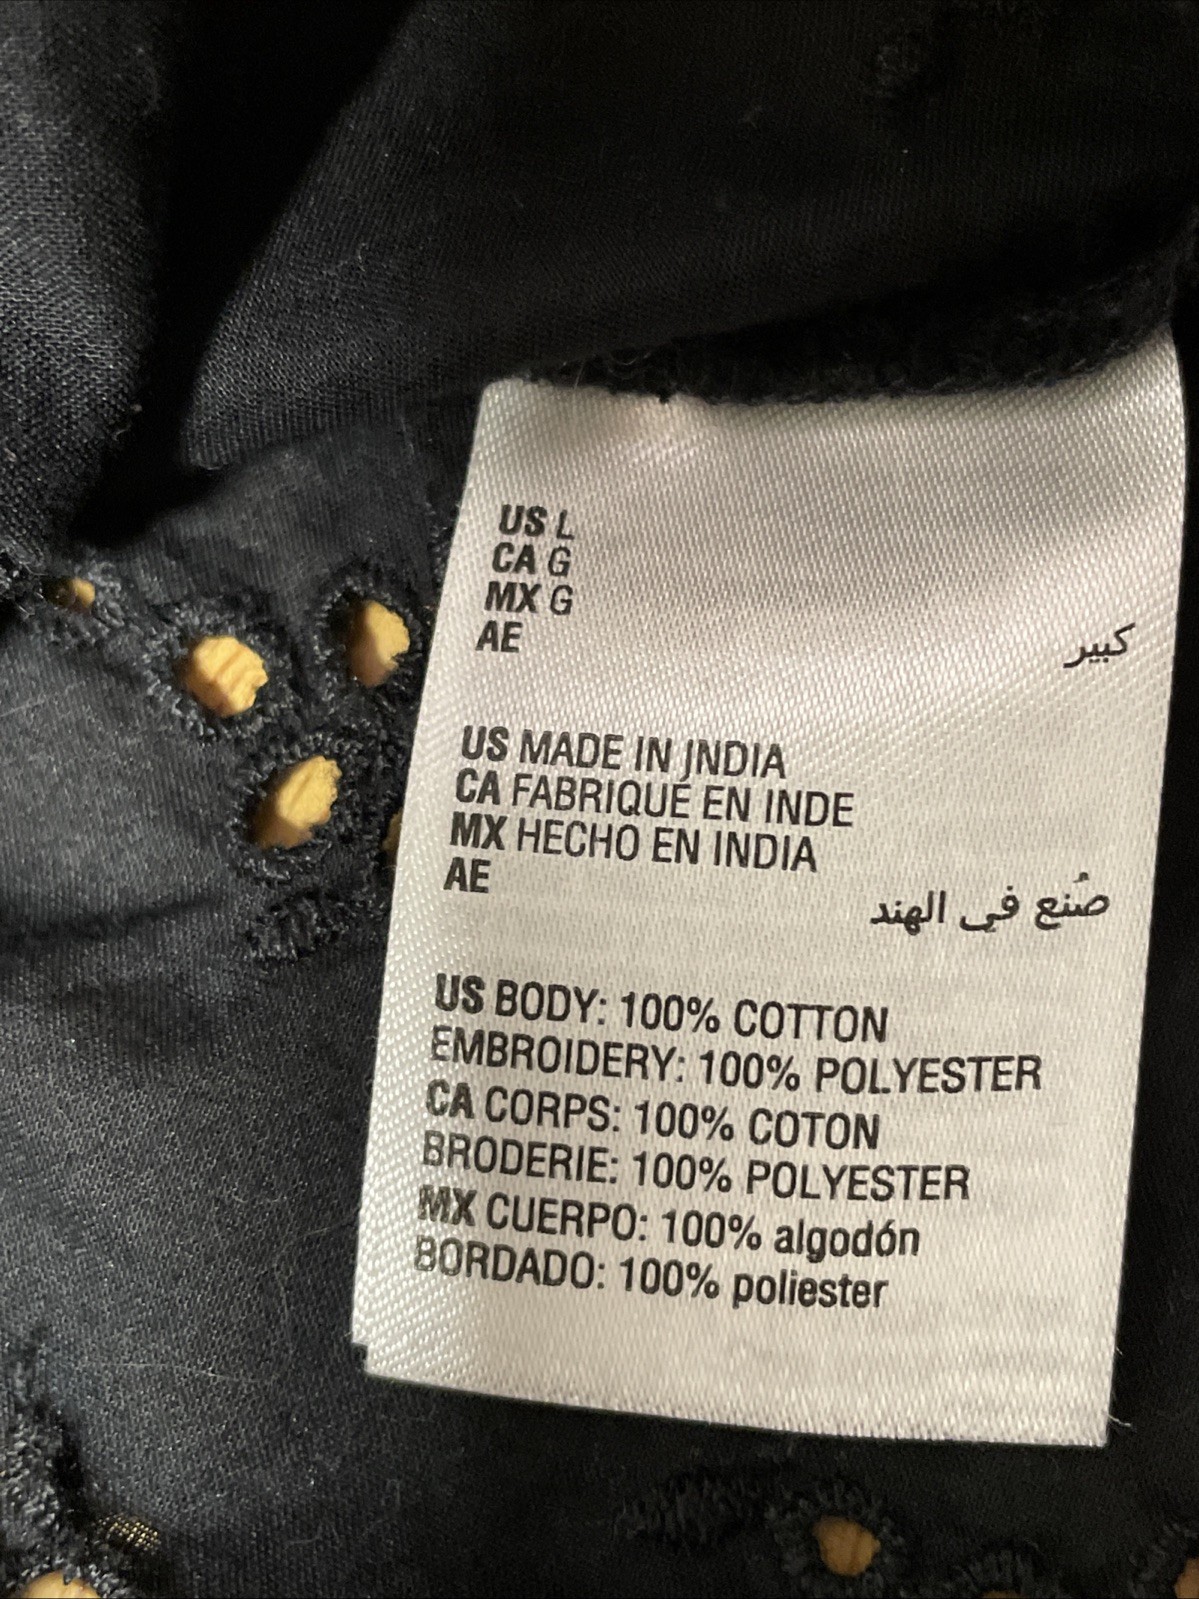 US L
CA G
MX G
AE
كبير
US MADE IN INDIA
CA FABRIQUÉ EN INDE
MX HECHO EN INDIA
AE
صُنع في الهند
US BODY: 100% COTTON
EMBROIDERY: 100% POLYESTER
CA CORPS: 100% COTON
BRODERIE: 100% POLYESTER
MX CUERPO: 100% algodón
BORDADO: 100% poliester